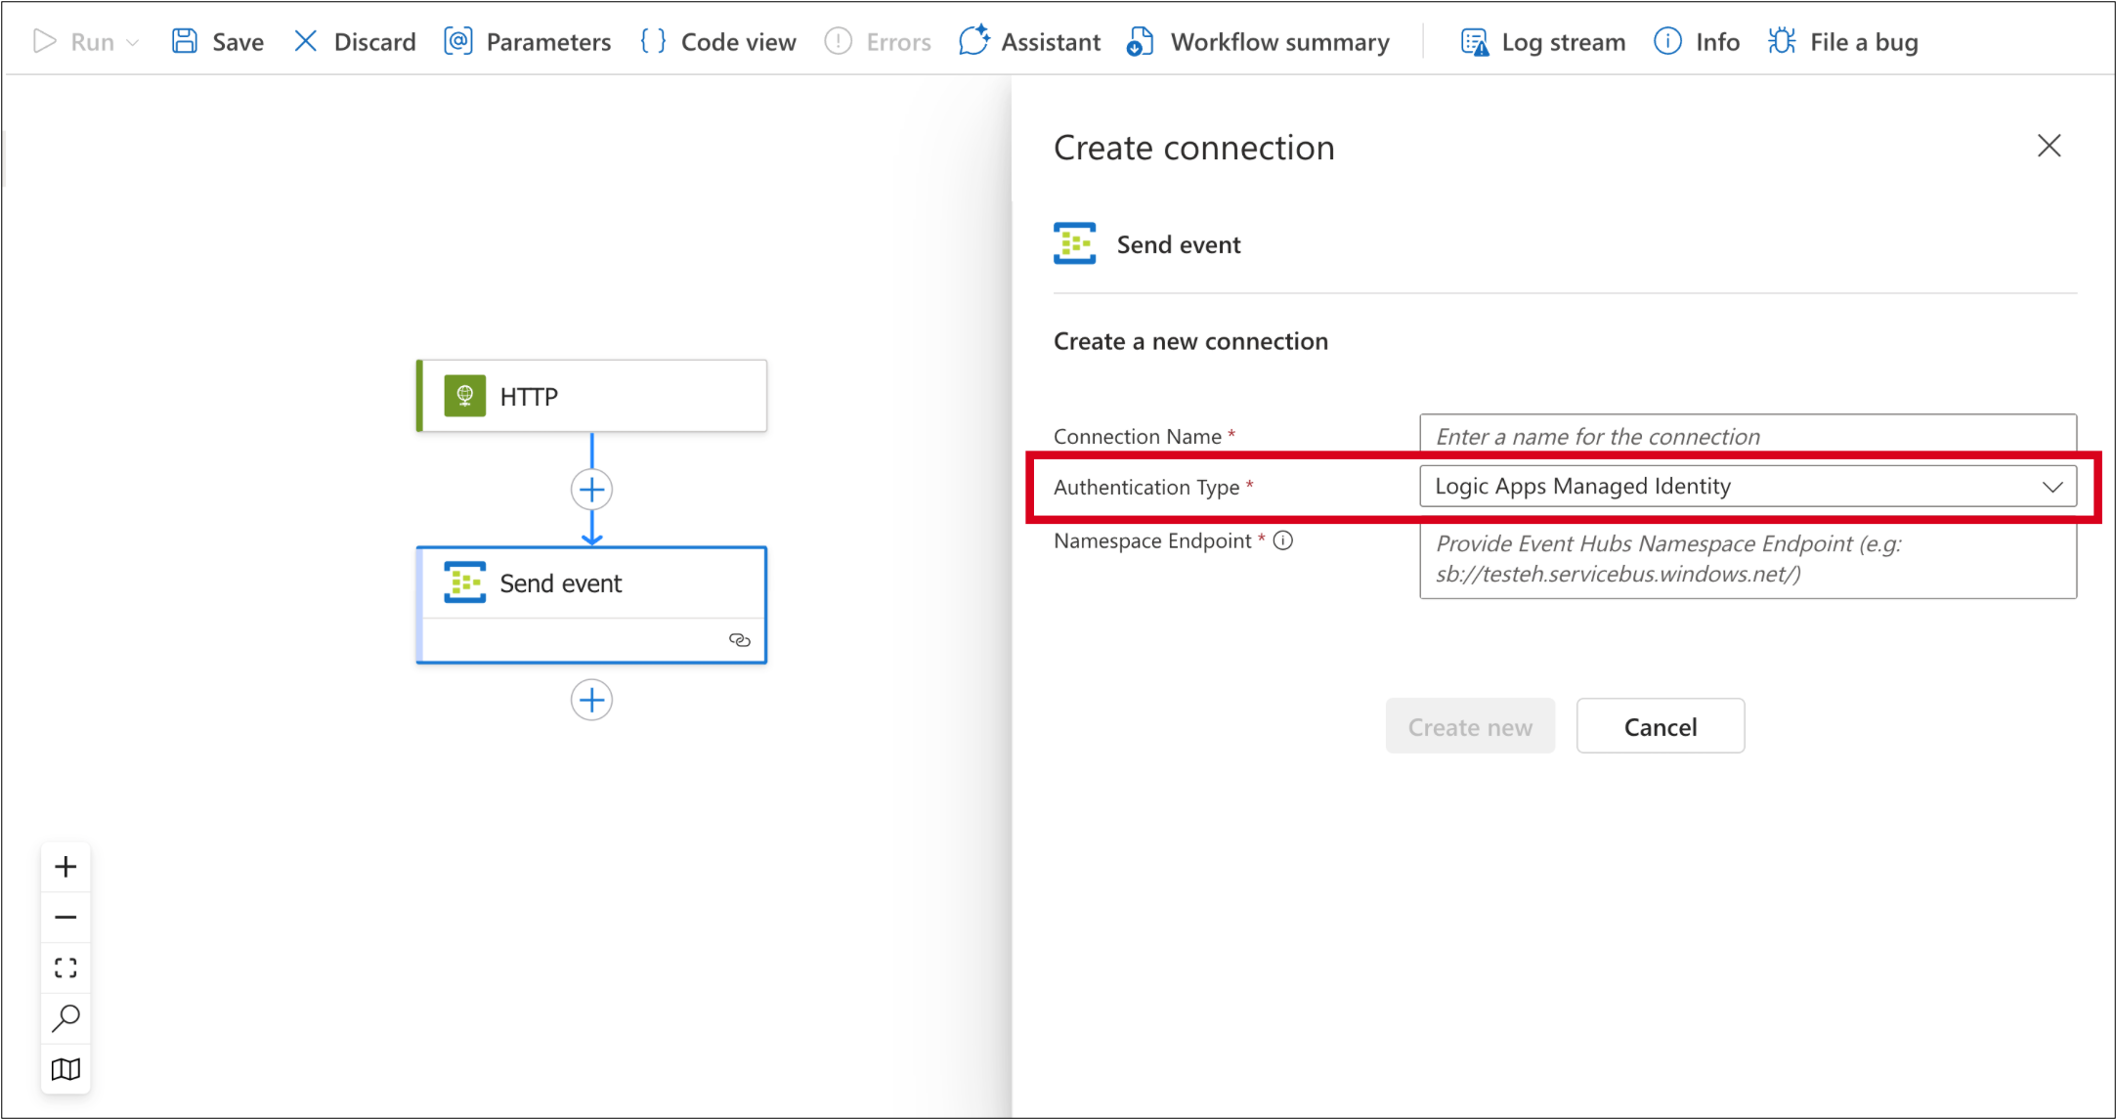 Run Save Discard Parameters Code view Errors Assistant Workflow summary Log stream Info File a bug
Create connection
Send event
Create a new connection
Connection Name * Enter a name for the connection
Authentication Type * Logic Apps Managed Identity
Namespace Endpoint * Provide Event Hubs Namespace Endpoint (e.g:
sb://testeh.servicebus.windows.net/)
Create new Cancel
HTTP
Send event